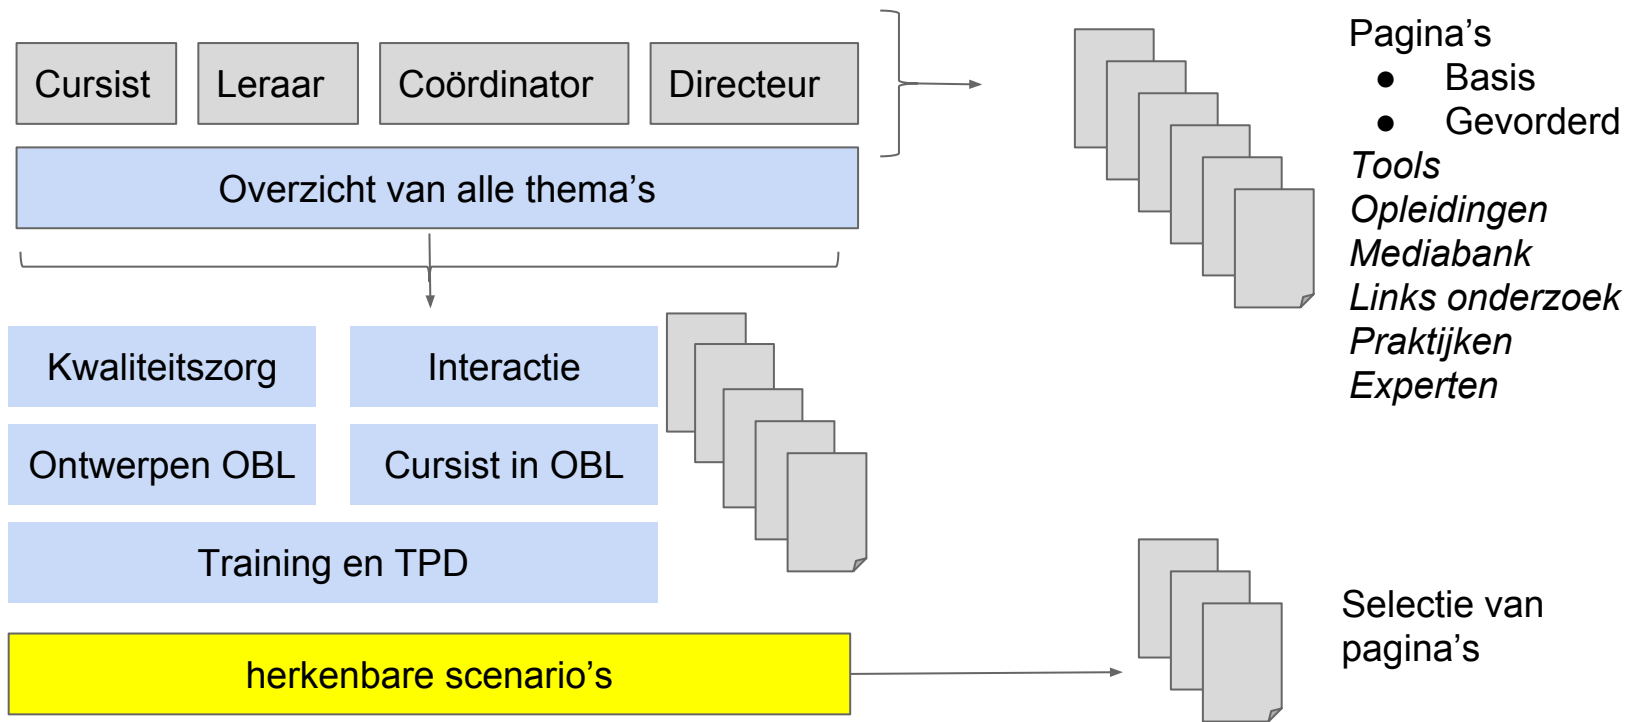 Cursist
Leraar
Coördinator
Directeur
Overzicht van alle thema’s
Pagina’s
● Basis
● Gevorderd
Tools
Opleidingen
Mediabank
Links onderzoek
Praktijken
Experten
Kwaliteitszorg
Interactie
Ontwerpen OBL
Cursist in OBL
Training en TPD
herkenbare scenario’s
Selectie van
pagina’s